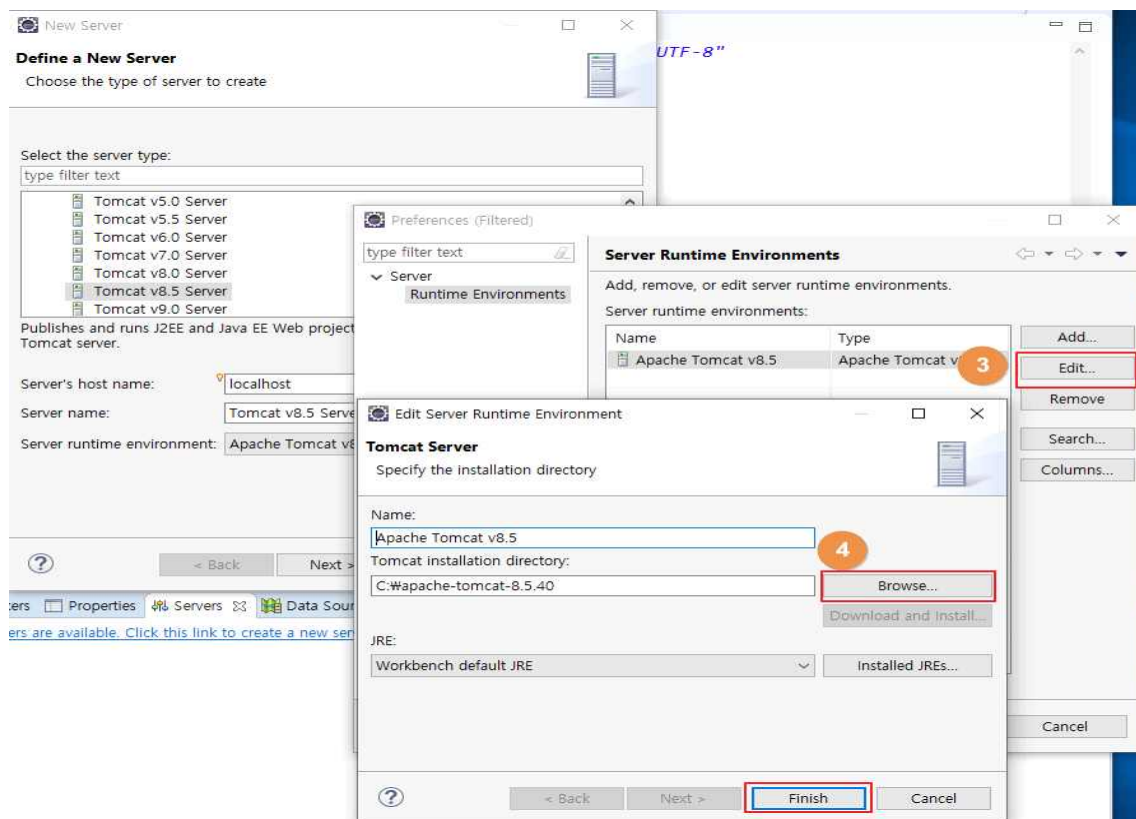 New Server
UTF-8"
Define a New Server
Choose the type of server to create
Select the server type:
type filter text
Tomcat v5.0 Server
Tomcat v5.5 Server
Tomcat v6.0 Server
Tomcat v7.0 Server
Tomcat v8.0 Server
Tomcat v8.5 Server
Tomcat v9.0 Server
Publishes and runs J2EE and Java EE Web project
Tomcat server.
Server's host name: localhost
Server name: Tomcat v8.5 Serve
Server runtime environment: Apache Tomcat v8
< Back Next >
Properties Servers Data Sour
ers are available. Click this link to create a new ser
Preferences (Filtered)
type filter text
Server
Runtime Environments
Server Runtime Environments
Add, remove, or edit server runtime environments.
Server runtime environments:
Name Type
Apache Tomcat v8.5 Apache Tomcat v
3
Add...
Edit...
Remove
Search...
Columns...
Cancel
Edit Server Runtime Environment
Tomcat Server
Specify the installation directory
Name:
Apache Tomcat v8.5
4
Tomcat installation directory:
C:₩apache-tomcat-8.5.40 Browse...
Download and Install...
JRE:
Workbench default JRE Installed JREs...
? < Back Next > Finish Cancel